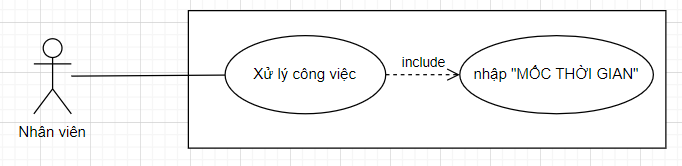 include
Xử lý công việc
nhập "MỐC THỜI GIAN"
Nhân viên